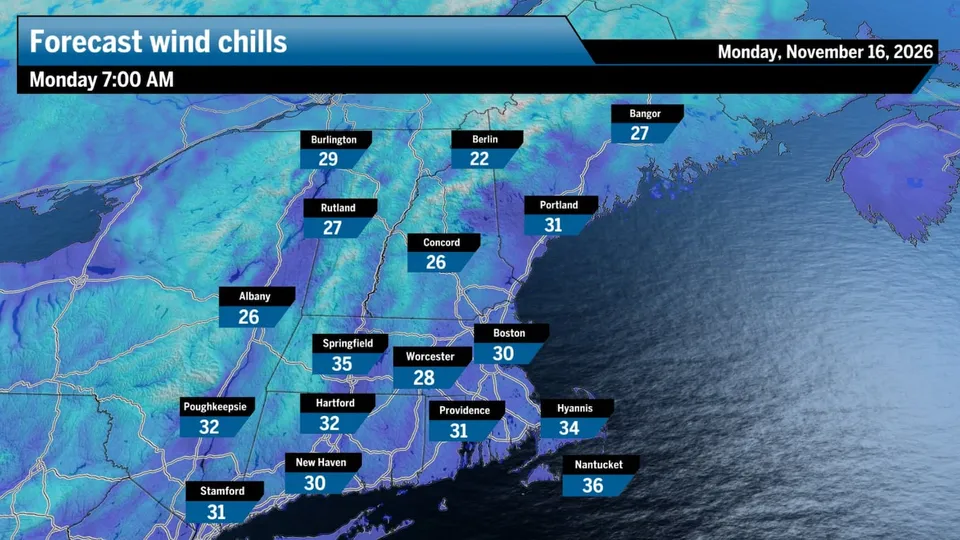 Forecast wind chills
Monday, November 16, 2026
Monday 7:00 AM
Bangor
27
Burlington
29
Berlin
22
Rutland
27
Portland
31
Concord
26
Albany
26
Springfield
35
Boston
30
Worcester
28
Poughkeepsie
32
Hartford
32
Providence
31
Hyannis
34
New Haven
30
Nantucket
36
Stamford
31